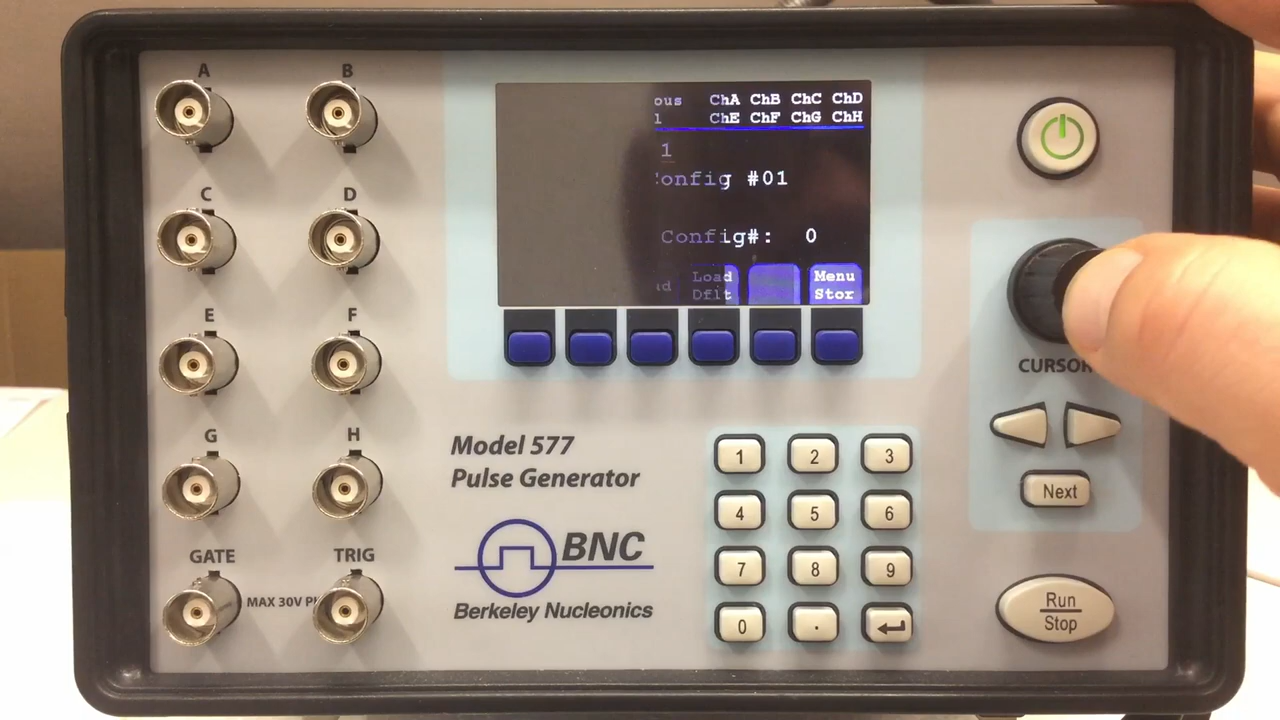 A B
C D
E F
G H
GATE TRIG
MAX 30V
ChA ChB ChC ChD
ChE ChF ChG ChH
1
Config #01
Config#: 0
Load Dflt
Menu Stor
Model 577
Pulse Generator
BNC
Berkeley Nucleonics
1 2 3
4 5 6
7 8 9
0 .
CURSOR
Next
Run
Stop